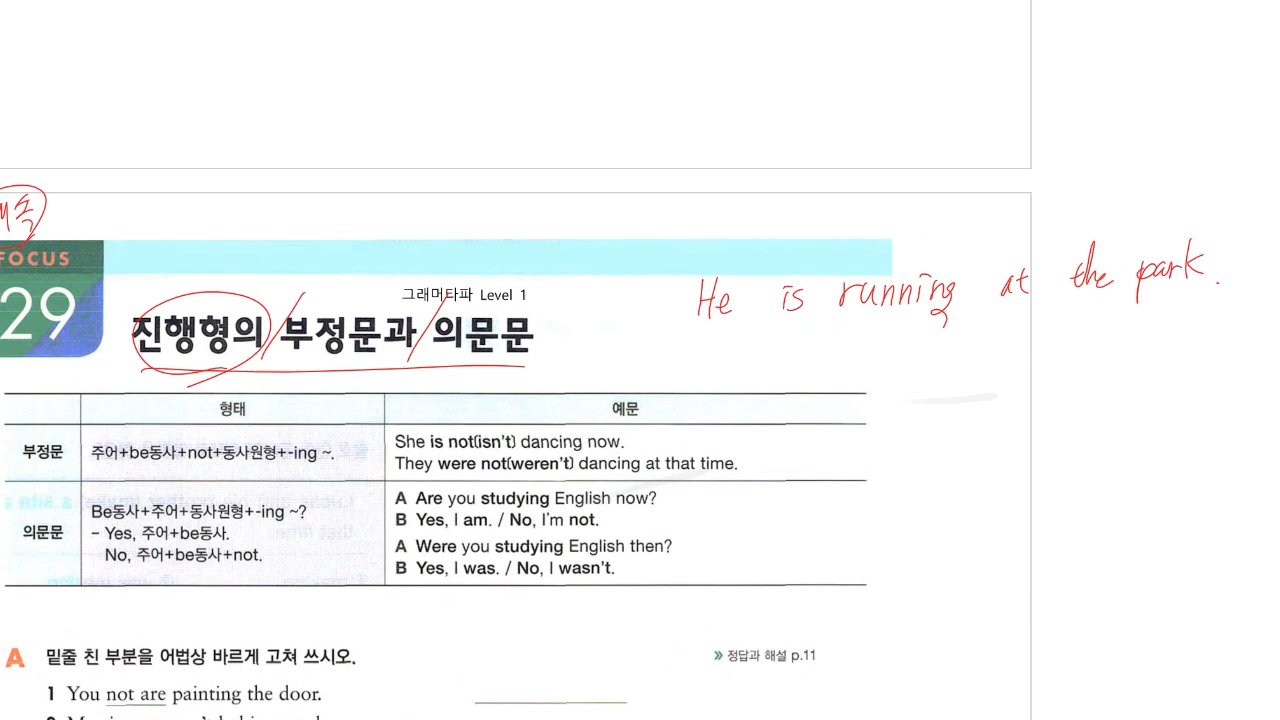 FOCUS
29
그래머타파 Level 1
진행형의 부정문과 의문문
He is running at the park.
형태 예문
부정문 주어+be동사+not+동사원형+-ing ~. She is not(isn't) dancing now.
They were not(weren't) dancing at that time.
의문문 Be동사+주어+동사원형+-ing ~?
– Yes, 주어+be동사.
No, 주어+be동사+not.
A Are you studying English now?
B Yes, I am. / No, I'm not.
A Were you studying English then?
B Yes, I was. / No, I wasn't.
A 밑줄 친 부분을 어법상 바르게 고쳐 쓰시오.
» 정답과 해설 p.11
1 You not are painting the door.